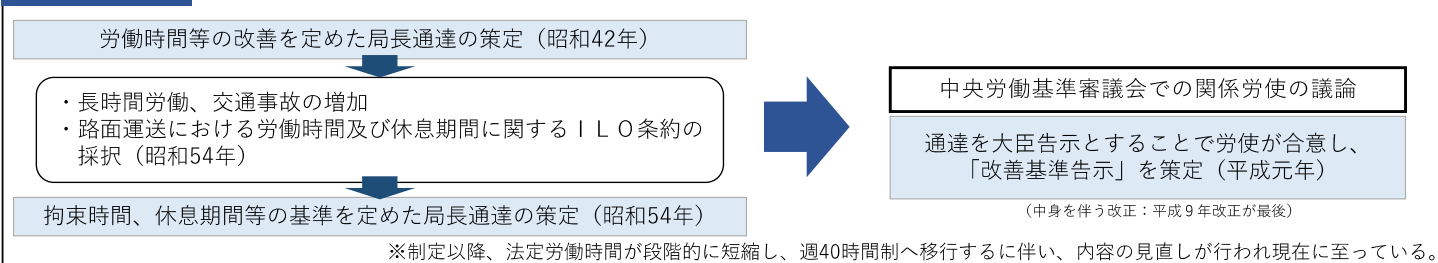 労働時間等の改善を定めた局長通達の策定（昭和42年）
・長時間労働、交通事故の増加
・路面運送における労働時間及び休息期間に関するＩＬＯ条約の
採択（昭和54年）
拘束時間、休息期間等の基準を定めた局長通達の策定（昭和54年）
中央労働基準審議会での関係労使の議論
通達を大臣告示とすることで労使が合意し、
「改善基準告示」を策定（平成元年）
（中身を伴う改正：平成９年改正が最後）
※制定以降、法定労働時間が段階的に短縮し、週40時間制へ移行するに伴い、内容の見直しが行われ現在に至っている。